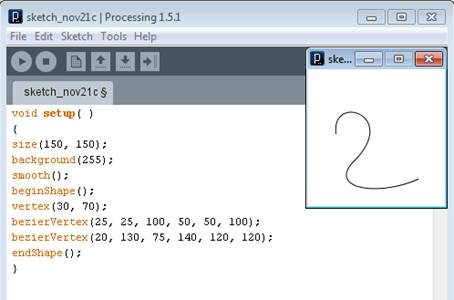 sketch_nov21c | Processing 1.5.1
File Edit Sketch Tools Help
ske...
sketch_nov21c §
void setup( )
{
size(150, 150);
background(255);
smooth();
beginShape();
vertex(30, 70);
bezierVertex(25, 25, 100, 50, 50, 100);
bezierVertex(20, 130, 75, 140, 120, 120);
endShape();
}